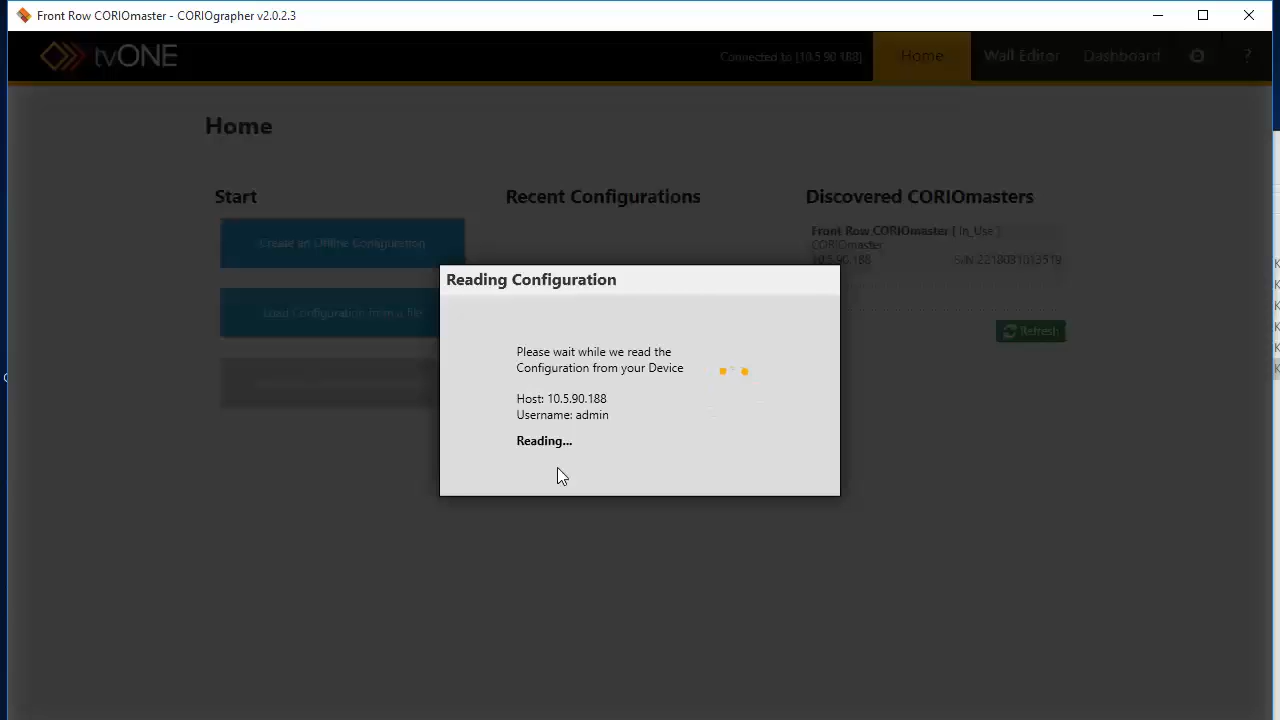 Front Row CORIOmaster - CORIOgrapher v2.0.2.3
tvONE
Connected to [10.5.90.188]
Home
Wall Editor
Dashboard
?
Home
Start
Recent Configurations
Discovered CORIOmasters
Create an Offline Configuration
Front Row CORIOmaster [ In_Use ]
CORIOmaster
10.5.90.188
S/N:2218031013519
Load Configuration from a file
Refresh
Reading Configuration
Please wait while we read the
Configuration from your Device
Host: 10.5.90.188
Username: admin
Reading...
K
K
K
K
K